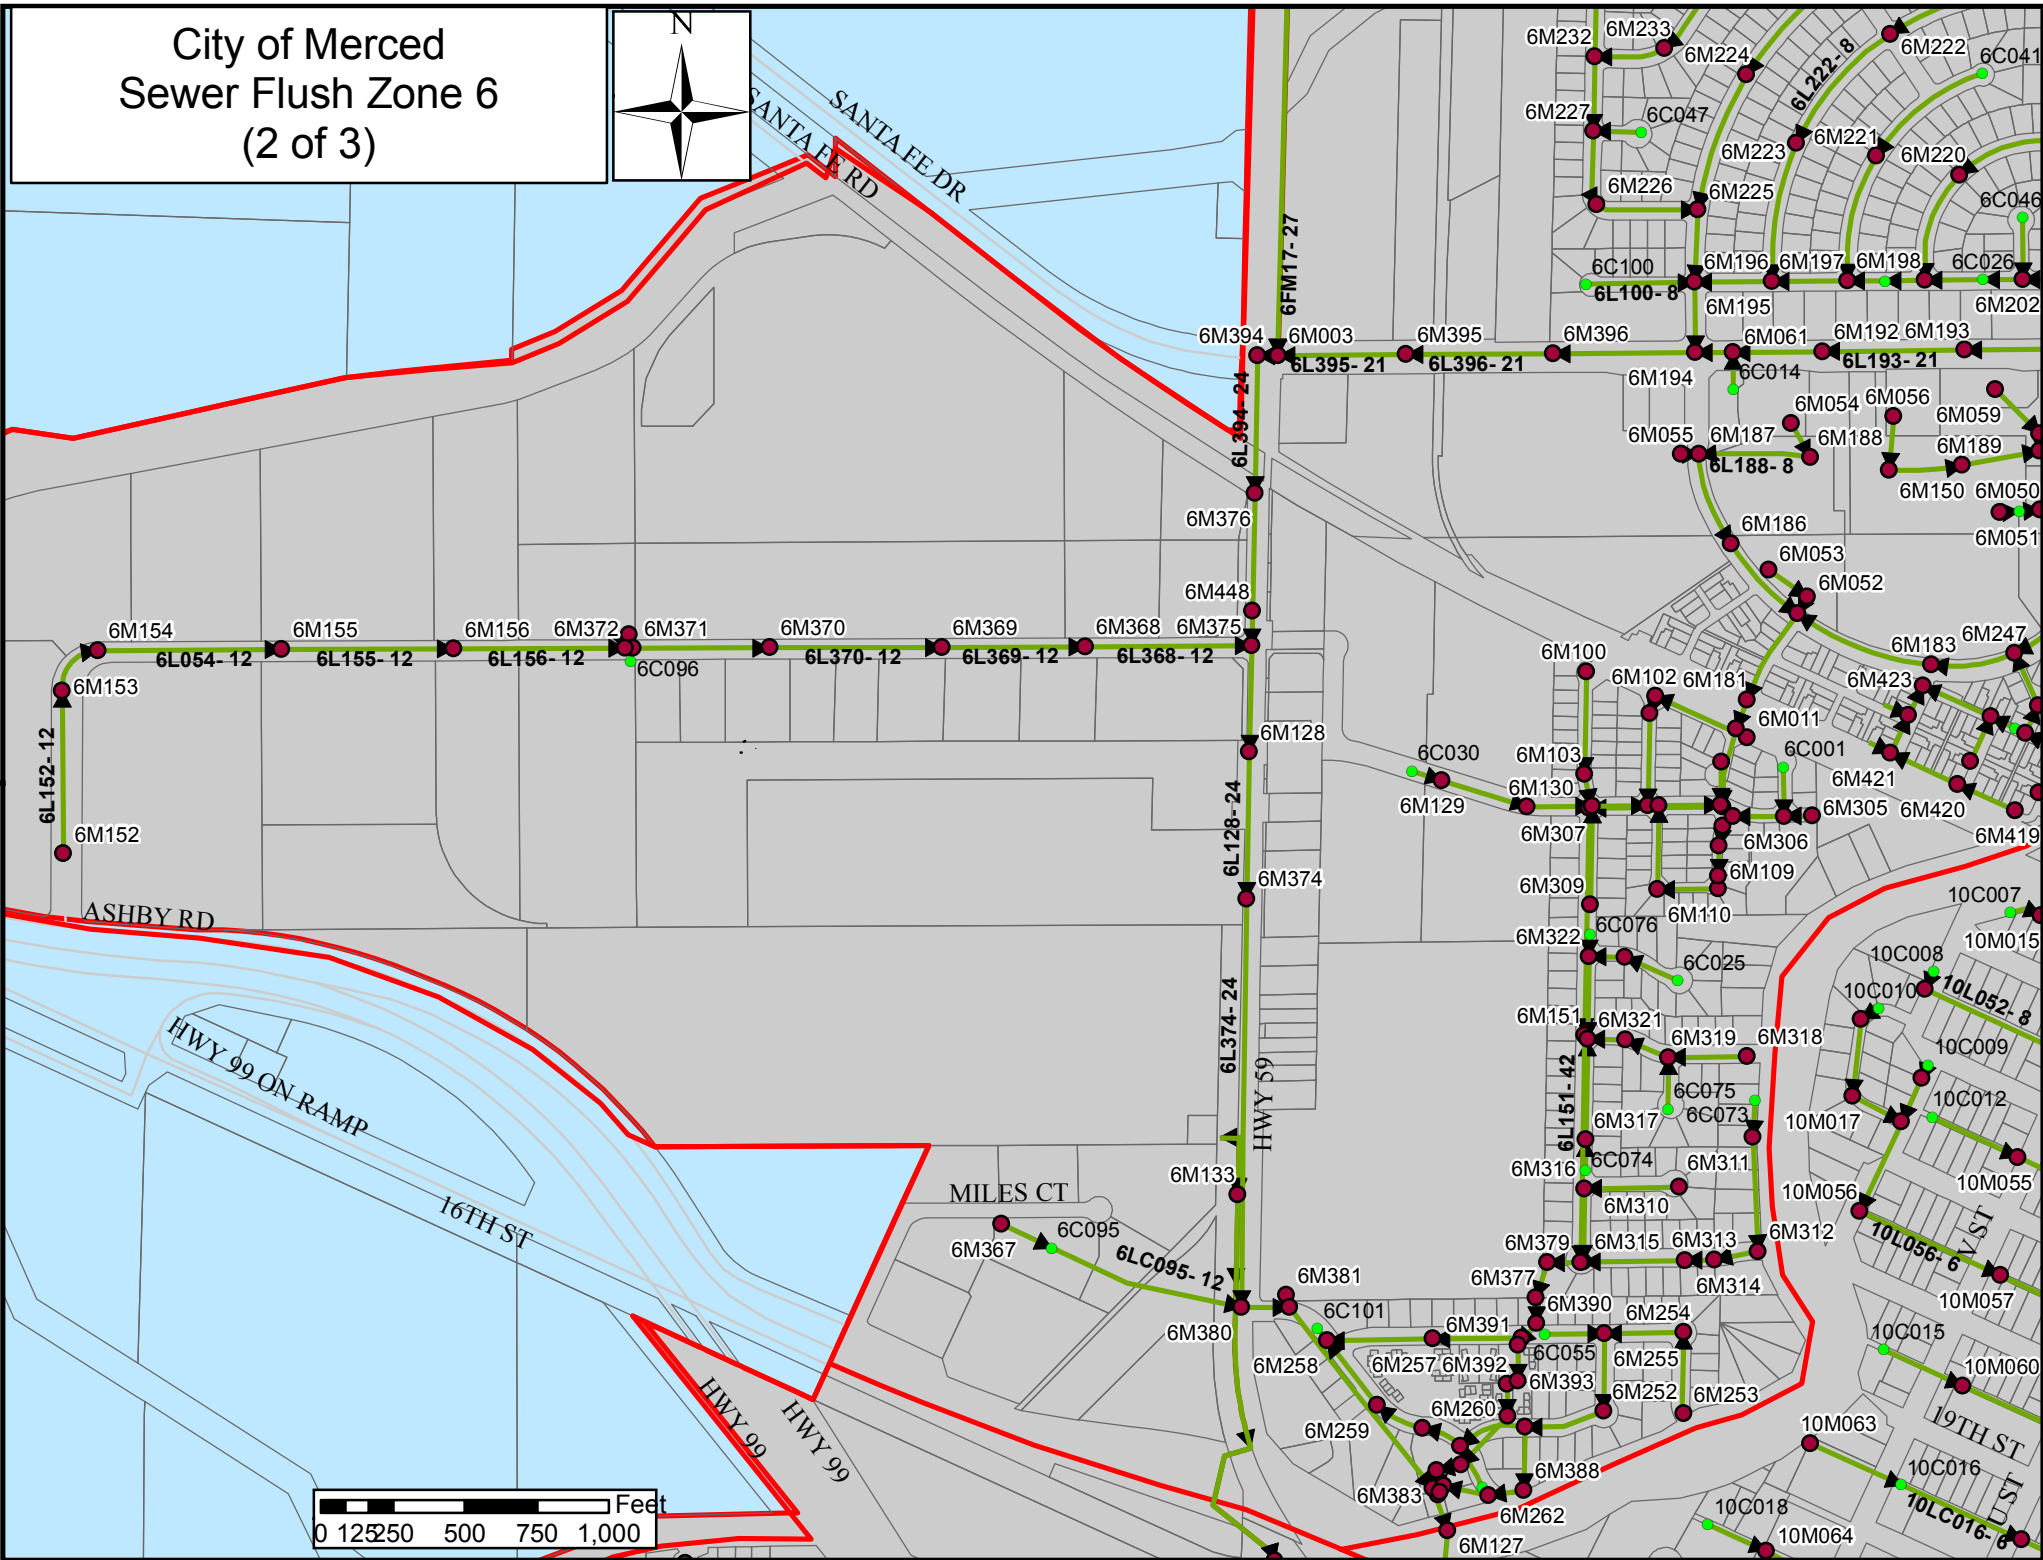 City of Merced
Sewer Flush Zone 6
(2 of 3)
N
SANTA FE RD
SANTA FE DR
6M232
6M233
6M224
6L222- 8
6M222
6C041
6M227
6C047
6M223
6M221
6M220
6M226
6M225
6C046
6FM17- 27
6C100
6L100- 8
6M196
6M197
6M198
6C026
6M195
6M202
6M394
6M003
6M395
6M396
6M061
6M192
6M193
6L395- 21
6L396- 21
6L193- 21
6M194
6C014
6L394- 24
6M054
6M056
6M059
6M055
6M187
6M188
6M189
6L188- 8
6M150
6M050
6M376
6M186
6M051
6M053
6M052
6M448
6M154
6M155
6M156
6M372
6M371
6M370
6M369
6M368
6M375
6M183
6M247
6L054- 12
6L155- 12
6L156- 12
6C096
6L370- 12
6L369- 12
6L368- 12
6M100
6M102
6M181
6M423
6M153
6M011
6L152- 12
6M128
6C030
6M103
6C001
6M130
6M421
6M129
6M305
6M420
6M152
6L128- 24
6M307
6M306
6M419
6M374
6M309
6M109
6M110
10C007
ASHBY RD
6C076
6M322
10M015
6C025
10C008
10C010
10L052- 8
6L374- 24
6M151
6M321
6M319
6M318
HWY 99 ON RAMP
HWY 59
10C009
6L151- 42
6C075
6C073
10C012
6M317
10M017
6M316
6C074
6M311
6M133
10M055
MILES CT
6M310
10M056
16TH ST
6C095
6M367
6LC095- 12
6M379
6M315
6M313
6M312
10L056- 6
V ST
6M377
6M314
6M381
6M390
6M254
10M057
6C101
6M380
6M391
6C055
10C015
6M258
6M257
6M392
6M255
10M060
6M393
6M252
6M253
HWY 99
HWY 99
6M260
6M259
19TH ST
10M063
6M388
10C016
U ST
6M383
6M262
10C018
10LC016- 6
Feet
0 125 250 500 750 1,000
6M127
10M064